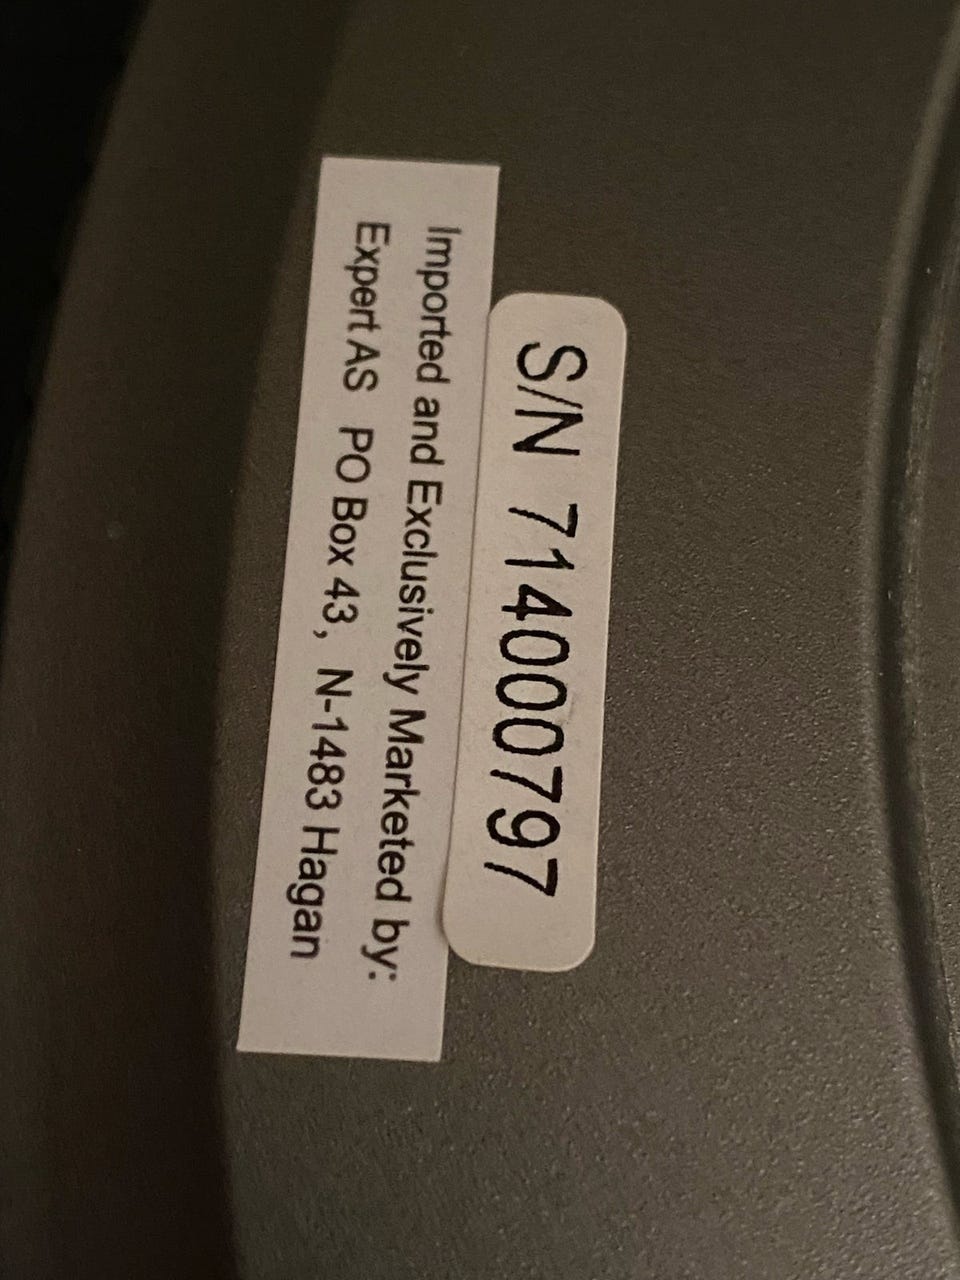 S/N 714000797
Imported and Exclusively Marketed by:
Expert AS PO Box 43, N-1483 Hagan